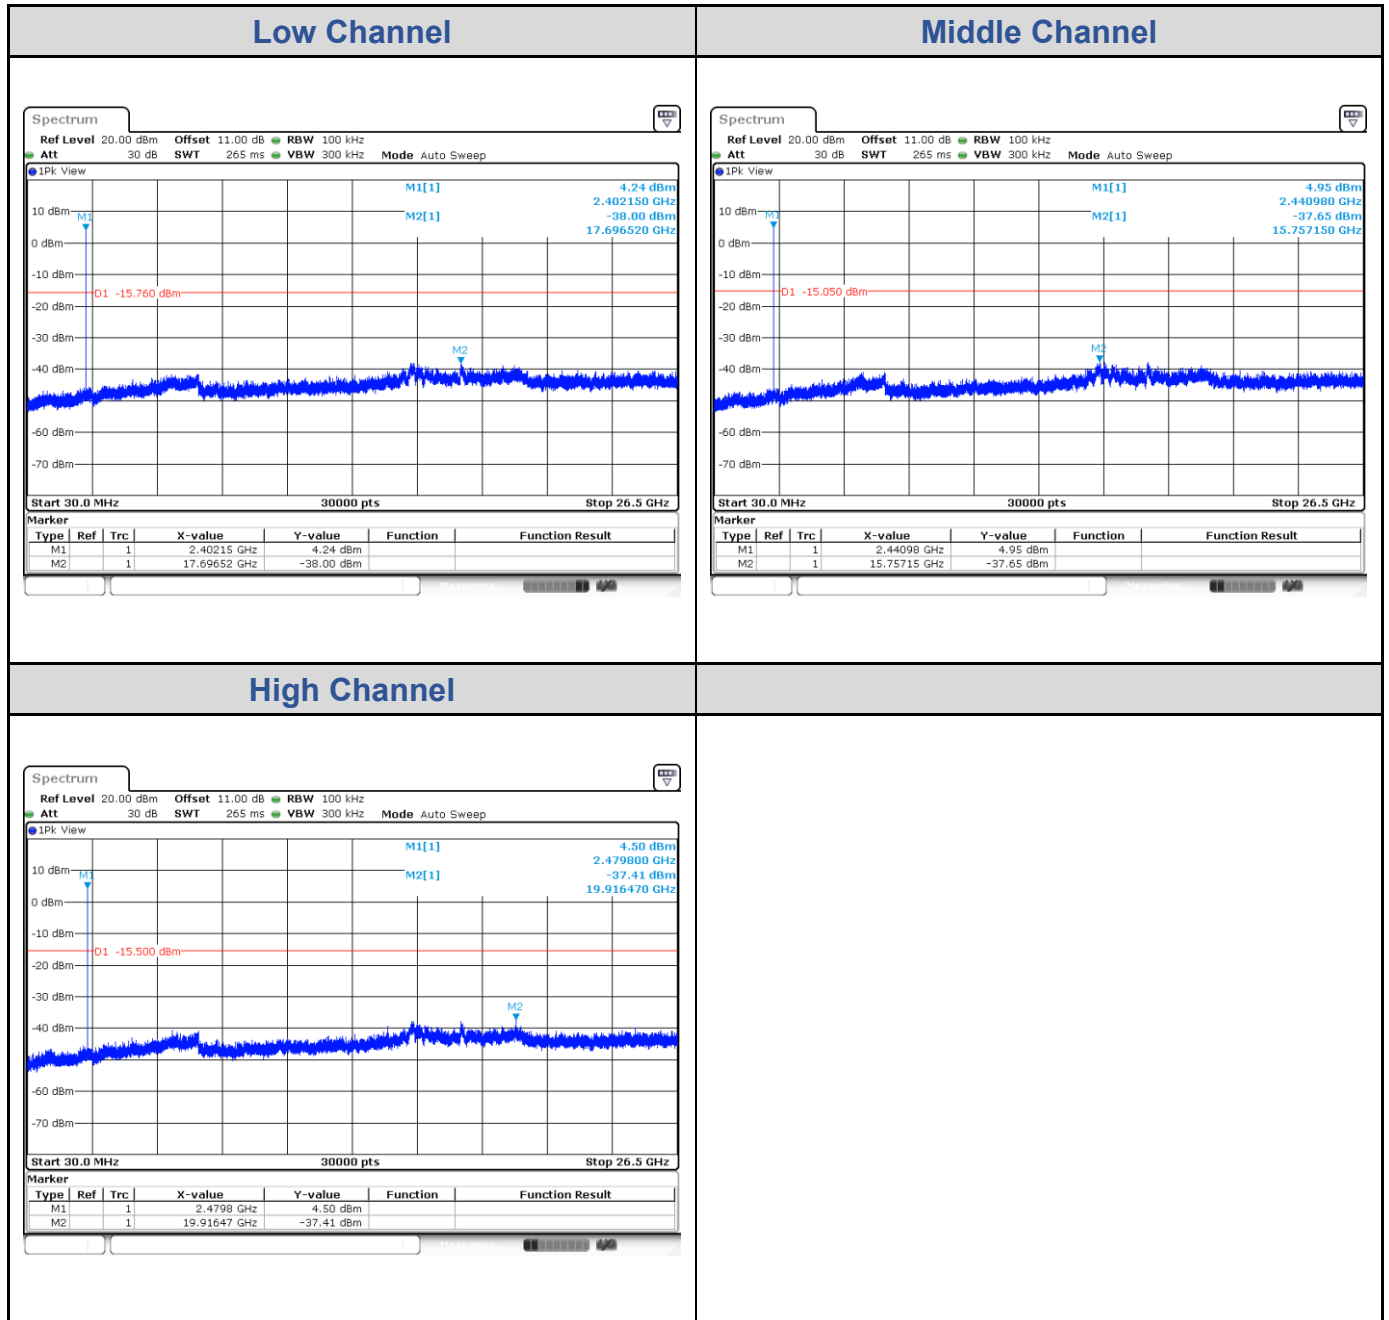 Low Channel
Spectrum
Ref Level 20.00 dBm Offset 11.00 dB RBW 100 kHz
Att 30 dB SWT 265 ms VBW 300 kHz Mode Auto Sweep
1Pk View
M1[1] 4.24 dBm
2.402150 GHz
10 dBm
M1
M2[1] -38.00 dBm
17.696520 GHz
0 dBm
-10 dBm
D1 -15.760 dBm
-20 dBm
-30 dBm
M2
-40 dBm
-60 dBm
-70 dBm
Start 30.0 MHz 30000 pts Stop 26.5 GHz
Marker
Type Ref Trc X-value Y-value Function Function Result
M1 1 2.40215 GHz 4.24 dBm
M2 1 17.69652 GHz -38.00 dBm
Middle Channel
Spectrum
Ref Level 20.00 dBm Offset 11.00 dB RBW 100 kHz
Att 30 dB SWT 265 ms VBW 300 kHz Mode Auto Sweep
1Pk View
M1[1] 4.95 dBm
2.440980 GHz
10 dBm
M1
M2[1] -37.65 dBm
15.757150 GHz
0 dBm
-10 dBm
D1 -15.050 dBm
-20 dBm
-30 dBm
M2
-40 dBm
-60 dBm
-70 dBm
Start 30.0 MHz 30000 pts Stop 26.5 GHz
Marker
Type Ref Trc X-value Y-value Function Function Result
M1 1 2.44098 GHz 4.95 dBm
M2 1 15.75715 GHz -37.65 dBm
High Channel
Spectrum
Ref Level 20.00 dBm Offset 11.00 dB RBW 100 kHz
Att 30 dB SWT 265 ms VBW 300 kHz Mode Auto Sweep
1Pk View
M1[1] 4.50 dBm
2.479800 GHz
10 dBm
M1
M2[1] -37.41 dBm
19.916470 GHz
0 dBm
-10 dBm
D1 -15.500 dBm
-20 dBm
-30 dBm
M2
-40 dBm
-60 dBm
-70 dBm
Start 30.0 MHz 30000 pts Stop 26.5 GHz
Marker
Type Ref Trc X-value Y-value Function Function Result
M1 1 2.4798 GHz 4.50 dBm
M2 1 19.91647 GHz -37.41 dBm
Measuring